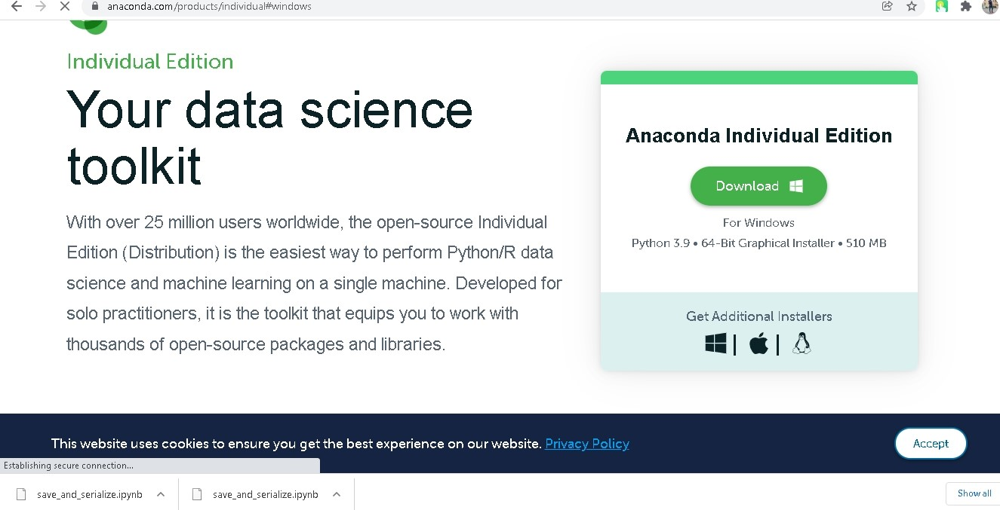 anaconda.com/products/individual#windows
Individual Edition
Your data science
toolkit
With over 25 million users worldwide, the open-source Individual
Edition (Distribution) is the easiest way to perform Python/R data
science and machine learning on a single machine. Developed for
solo practitioners, it is the toolkit that equips you to work with
thousands of open-source packages and libraries.
Anaconda Individual Edition
Download
For Windows
Python 3.9 • 64-Bit Graphical Installer • 510 MB
Get Additional Installers
This website uses cookies to ensure you get the best experience on our website. Privacy Policy
Accept
Establishing secure connection...
save_and_serialize.ipynb
save_and_serialize.ipynb
Show all